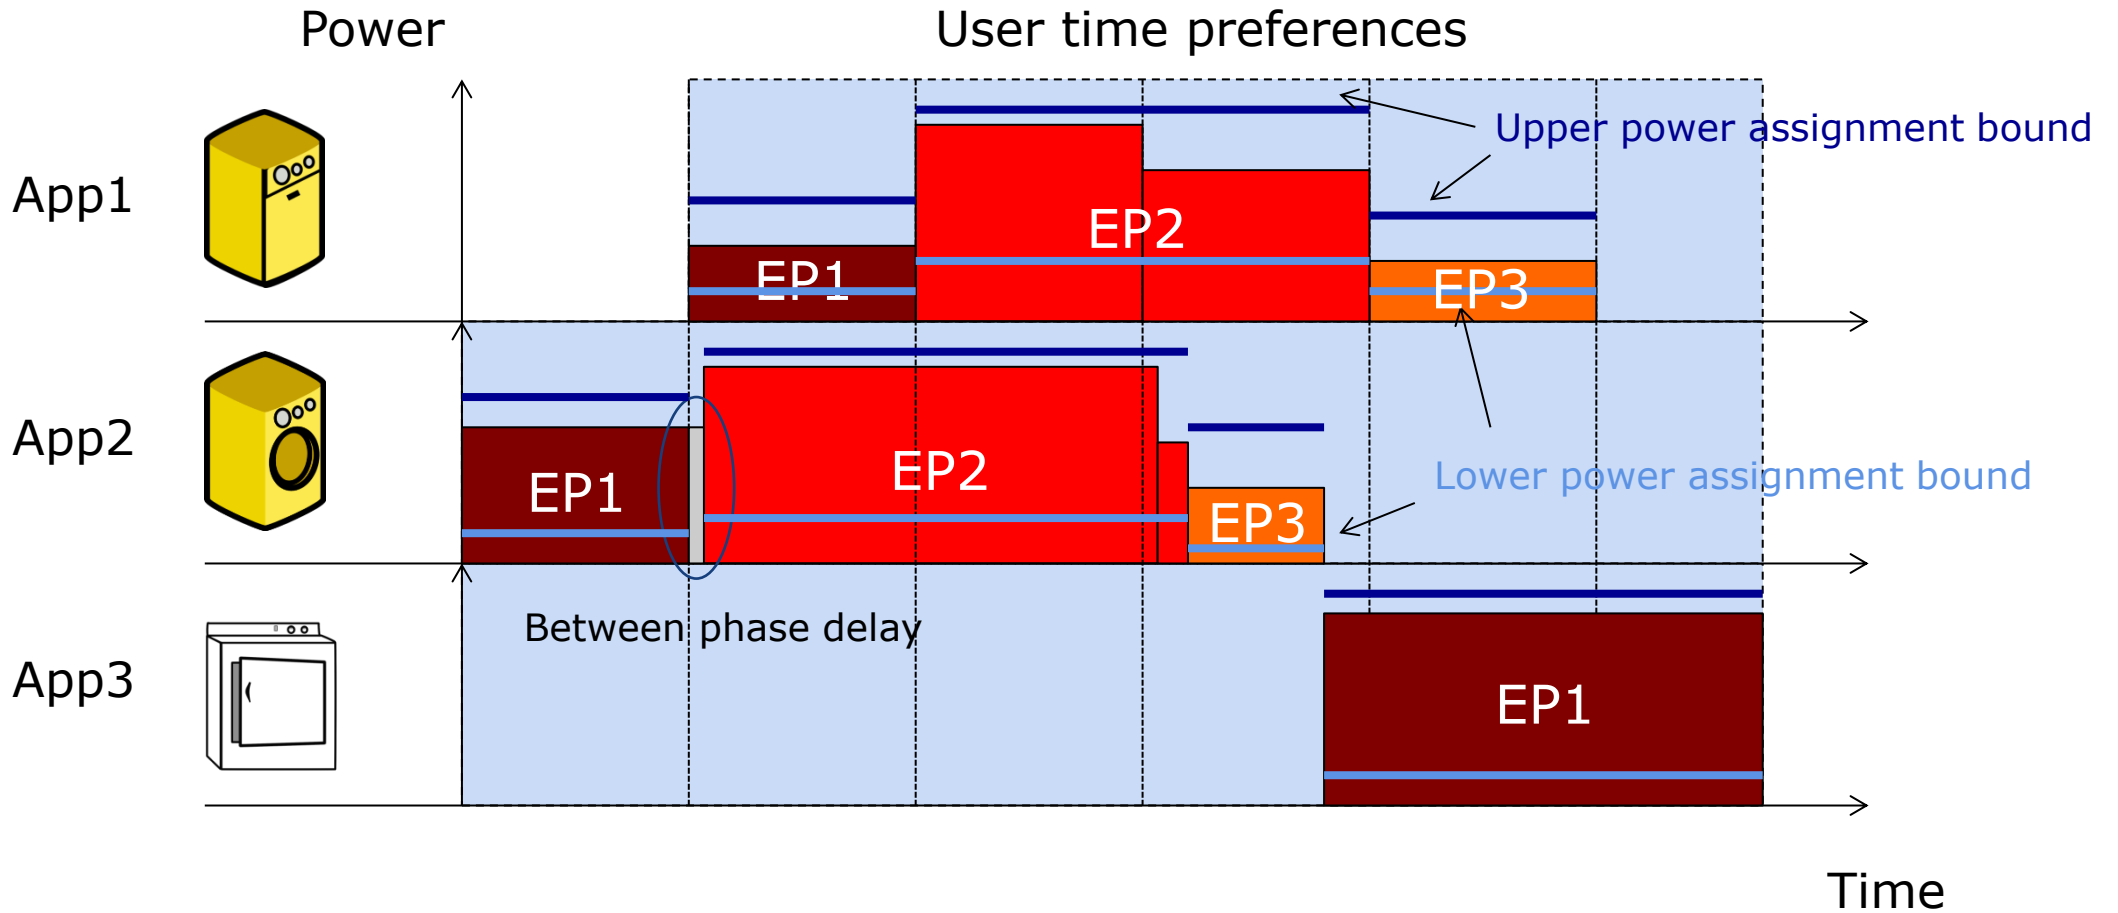 Power
User time preferences
Upper power assignment bound
App1
EP2
EP1
EP3
App2
EP2
Lower power assignment bound
EP1
EP3
Between phase delay
App3
EP1
Time